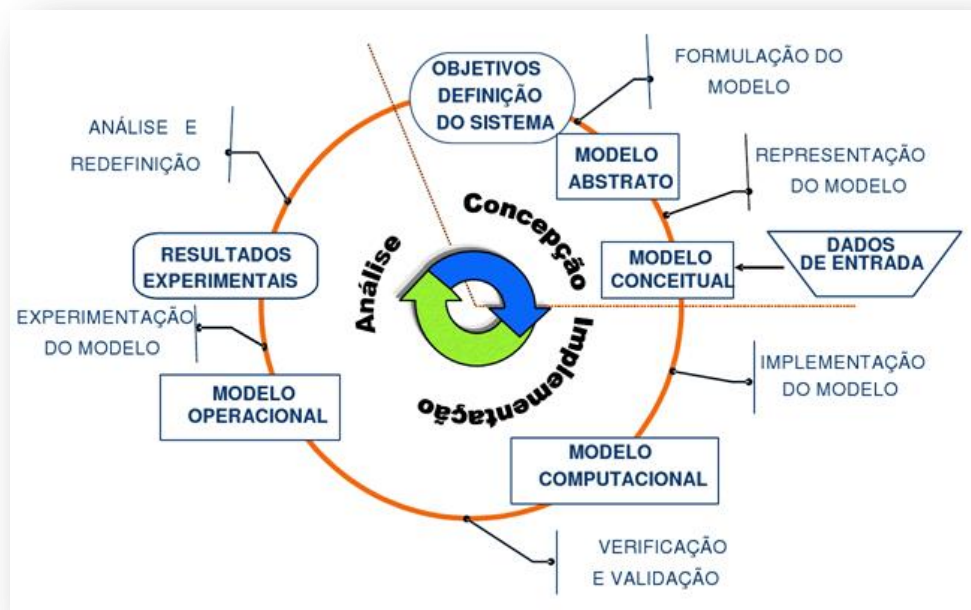 OBJETIVOS
DEFINIÇÃO
DO SISTEMA
FORMULAÇÃO DO
MODELO
MODELO
ABSTRATO
REPRESENTAÇÃO
DO MODELO
MODELO
CONCEITUAL
DADOS
DE ENTRADA
IMPLEMENTAÇÃO
DO MODELO
MODELO
COMPUTACIONAL
VERIFICAÇÃO
E VALIDAÇÃO
MODELO
OPERACIONAL
EXPERIMENTAÇÃO
DO MODELO
RESULTADOS
EXPERIMENTAIS
ANÁLISE E
REDEFINIÇÃO
Concepção
Implementação
Análise